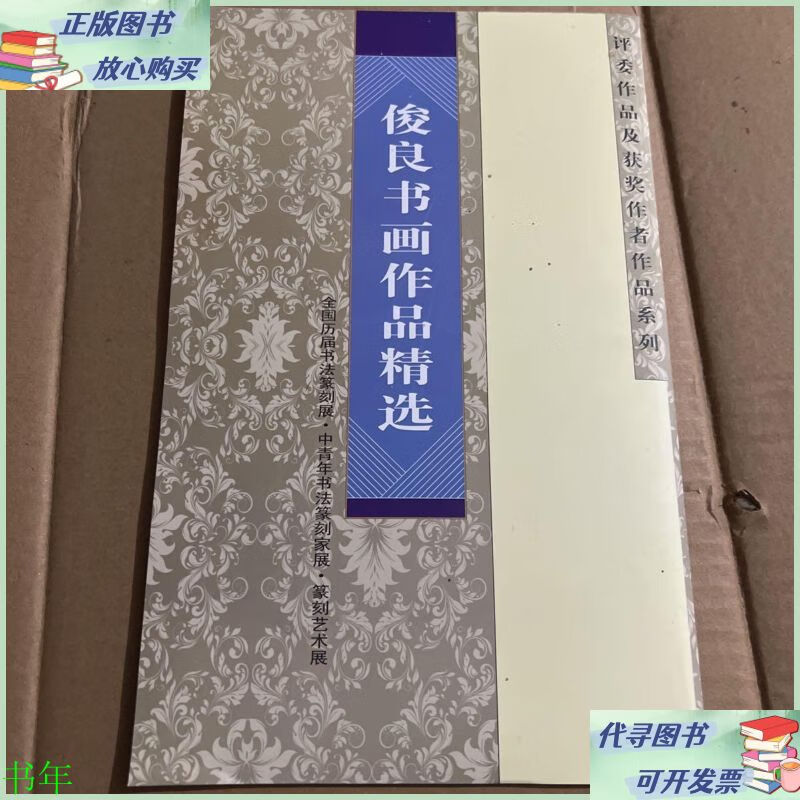 正版图书
放心购买
评委作品及获奖作者作品系列
俊良书画作品精选
全国历届书法篆刻展·中青年书法篆刻家展·篆刻艺术展
代寻图书
可开发票
书年